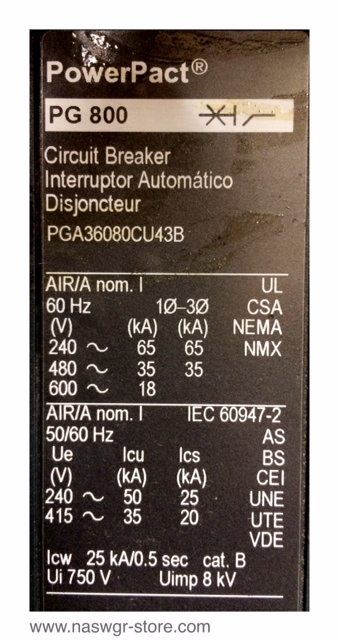 PowerPact®
PG 800
Circuit Breaker
Interruptor Automático
Disjoncteur
PGA36080CU43B
AIR/A nom. I UL
60 Hz 1Ø–3Ø CSA
(V) (kA) (kA) NEMA
240 ～ 65 65 NMX
480 ～ 35 35
600 ～ 18
AIR/A nom. I IEC 60947-2
50/60 Hz AS
Ue Icu Ics BS
(V) (kA) (kA) CEI
240 ～ 50 25 UNE
415 ～ 35 20 UTE
VDE
Icw 25 kA/0.5 sec cat. B
Ui 750 V Uimp 8 kV
www.naswgr-store.com